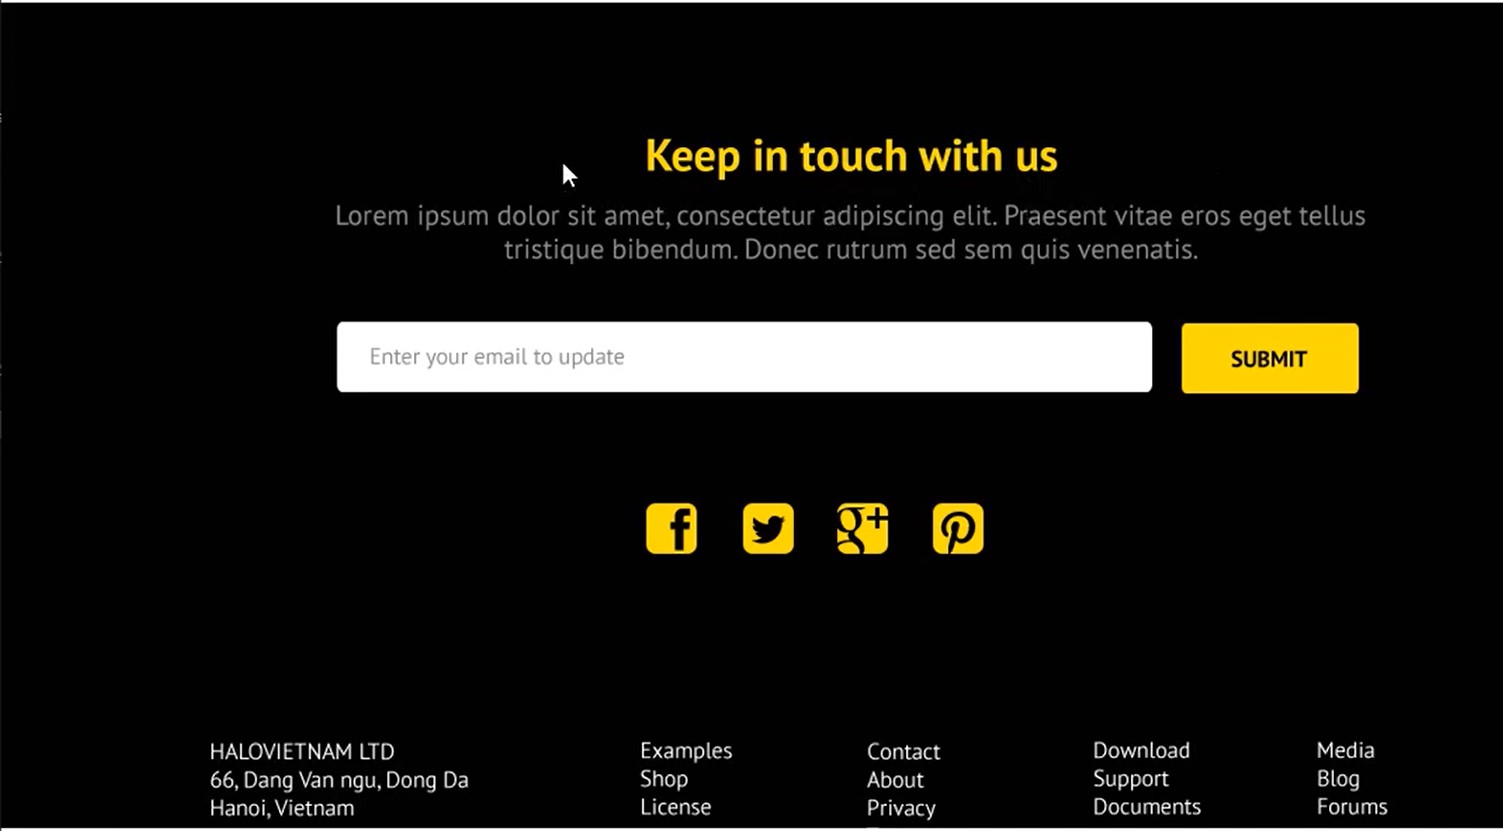 Keep in touch with us
Lorem ipsum dolor sit amet, consectetur adipiscing elit. Praesent vitae eros eget tellus
tristique bibendum. Donec rutrum sed sem quis venenatis.
Enter your email to update
SUBMIT
HALOVIETNAM LTD
66, Dang Van ngu, Dong Da
Hanoi, Vietnam
Examples
Shop
License
Contact
About
Privacy
Download
Support
Documents
Media
Blog
Forums